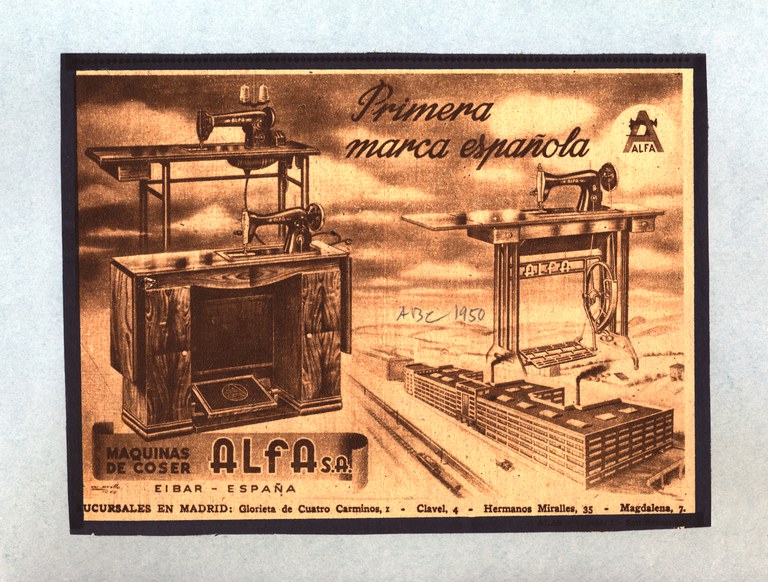 Primera
marca española
ALFA
ALFA
ABC 1950
MAQUINAS
DE COSER
ALFA S.A.
EIBAR - ESPAÑA
UCURSALES EN MADRID: Glorieta de Cuatro Carminos, 1 - Clavel, 4 - Hermanos Miralles, 35 - Magdalena, 7.